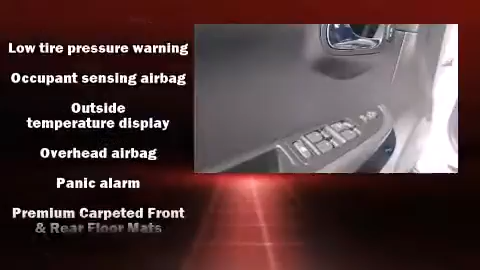 Low tire pressure warning
Occupant sensing airbag
Outside
temperature display
Overhead airbag
Panic alarm
Premium Carpeted Front
& Rear Floor Mats